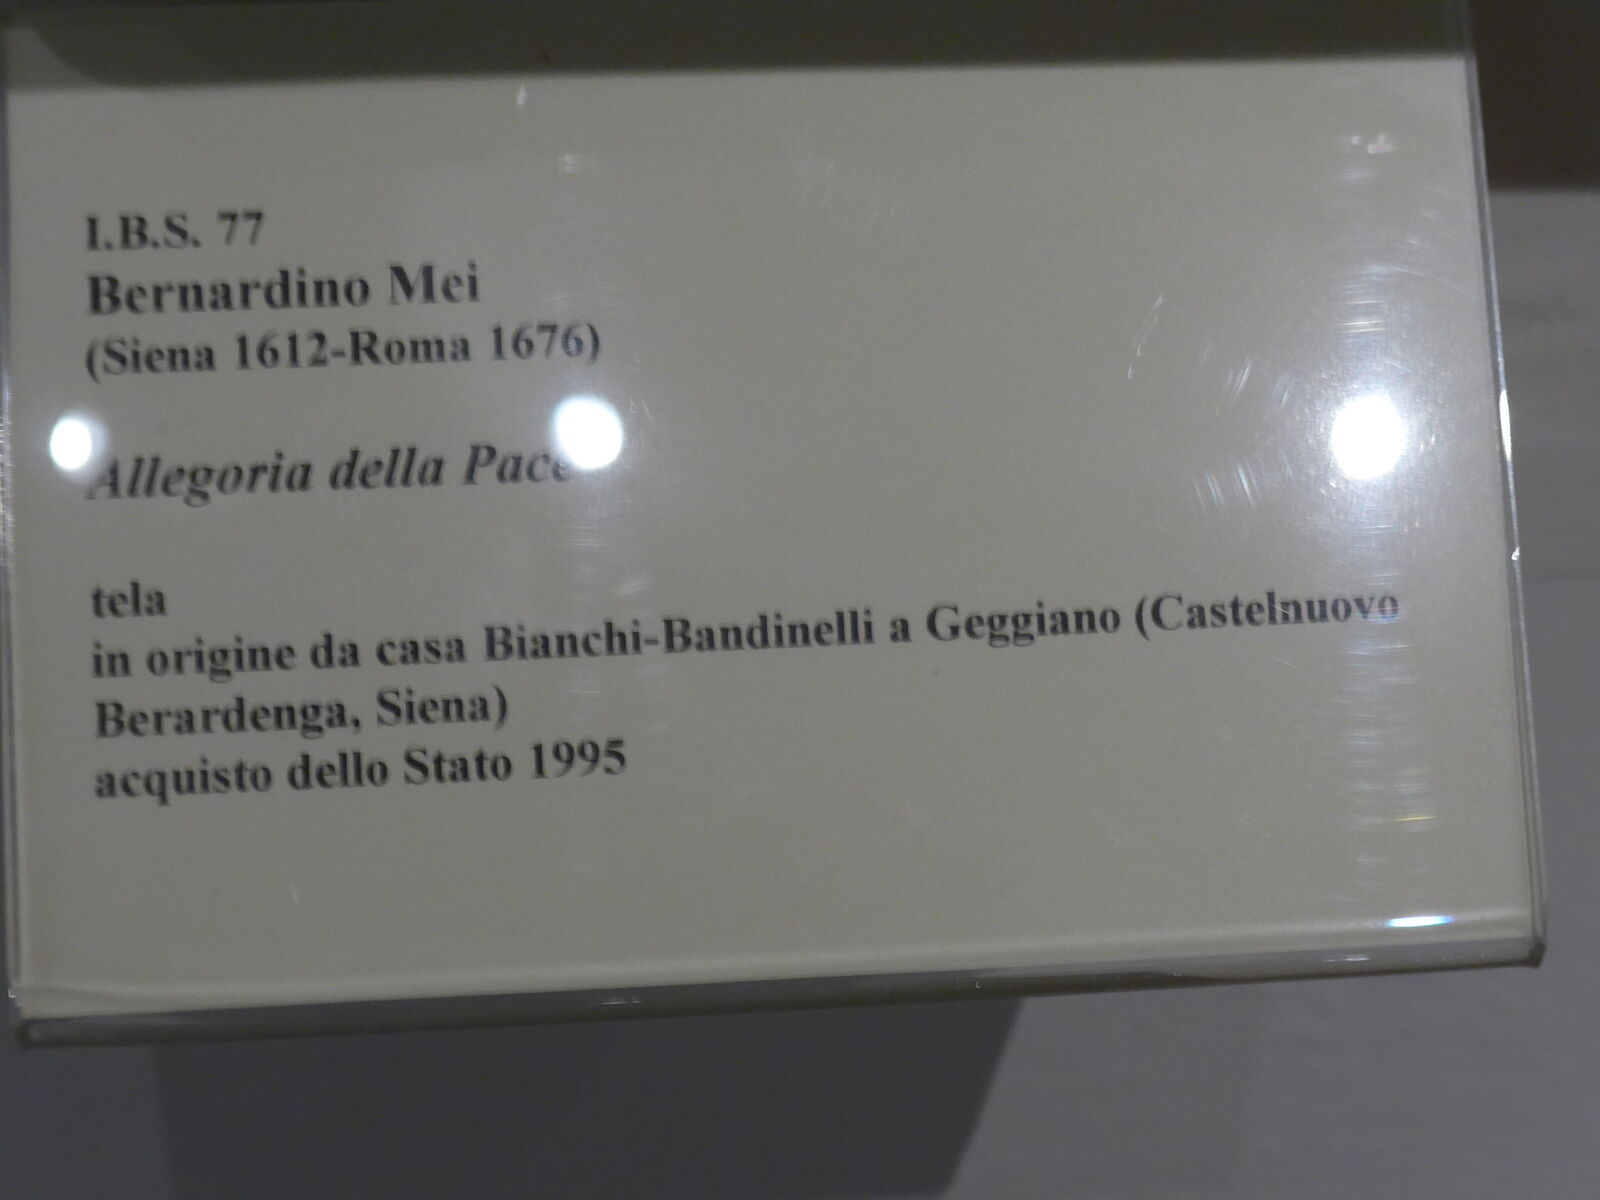 I.B.S. 77
Bernardino Mei
(Siena 1612-Roma 1676)
Allegoria della Pace
tela
in origine da casa Bianchi-Bandinelli a Geggiano (Castelnuovo
Berardenga, Siena)
acquisto dello Stato 1995